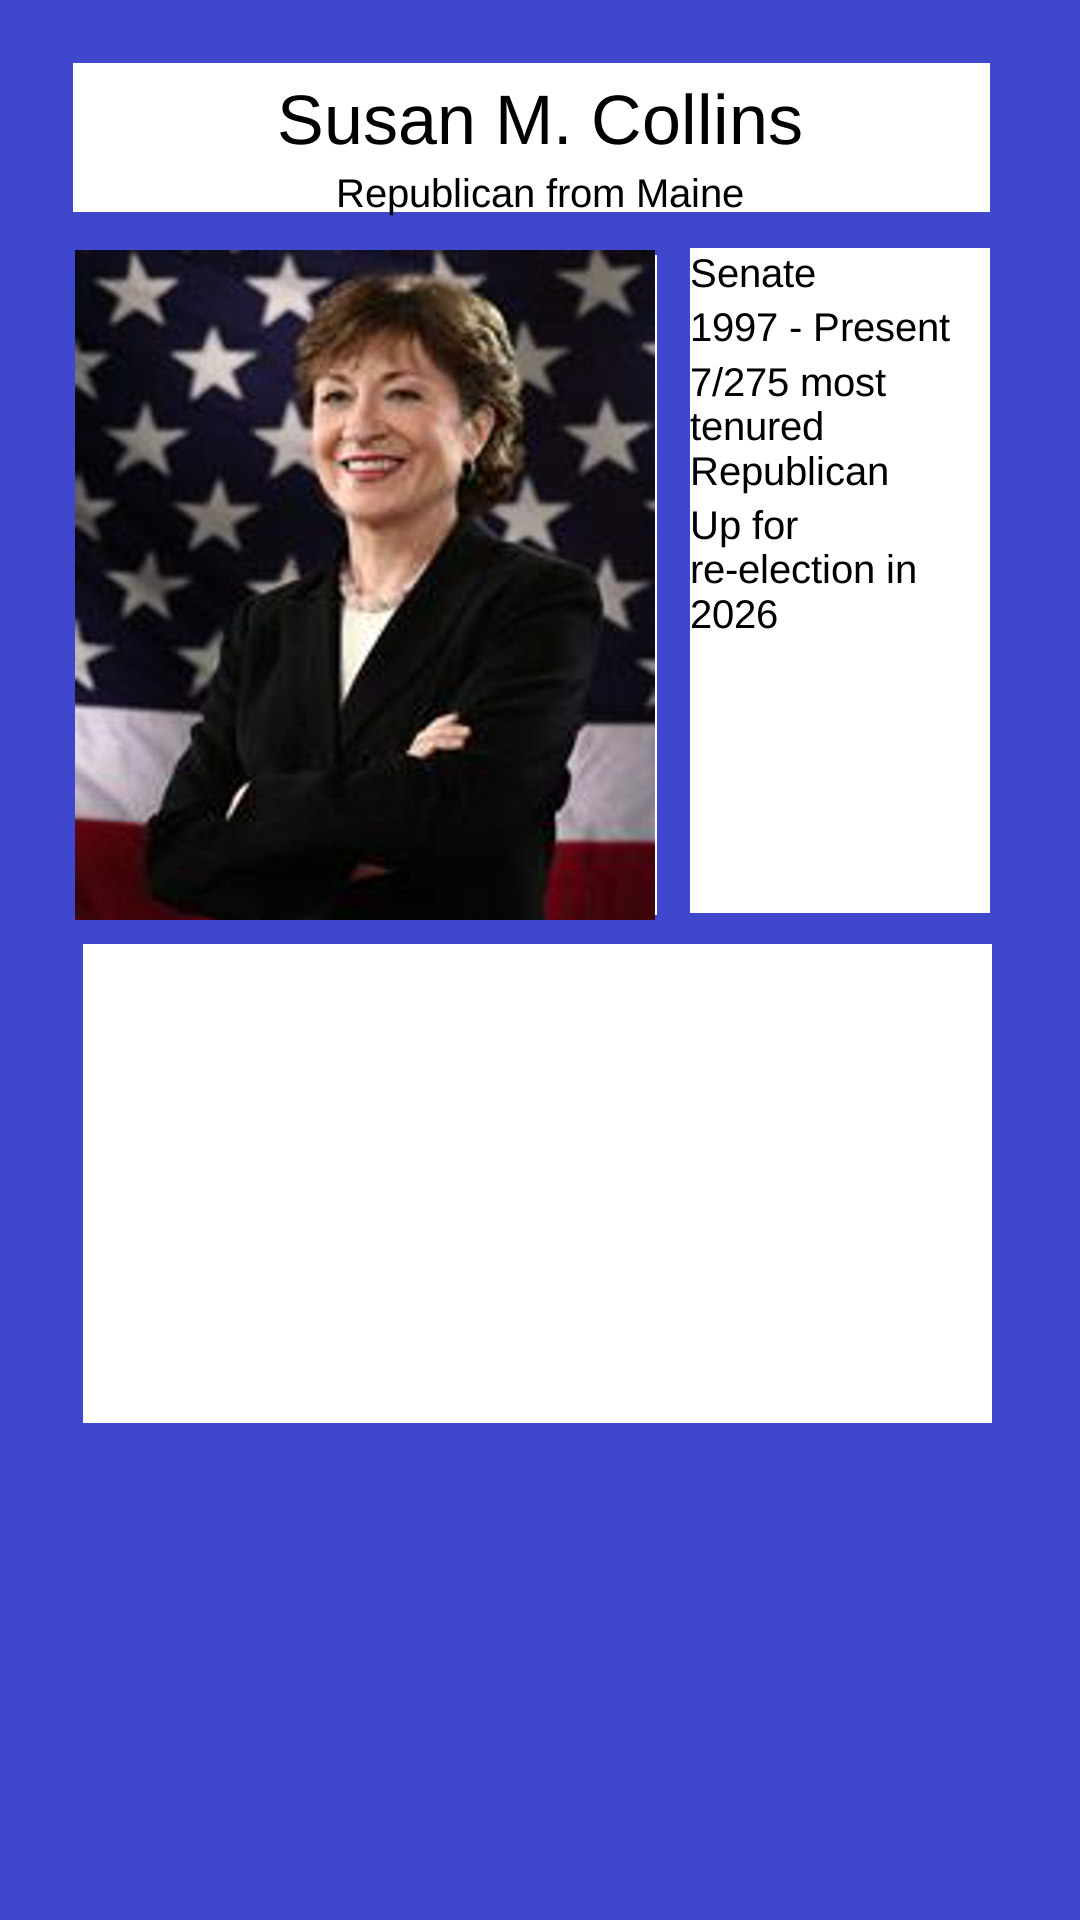 Susan M. Collins
Republican from Maine
Senate
1997 - Present
7/275 most
tenured
Republican
Up for
re-election in
2026